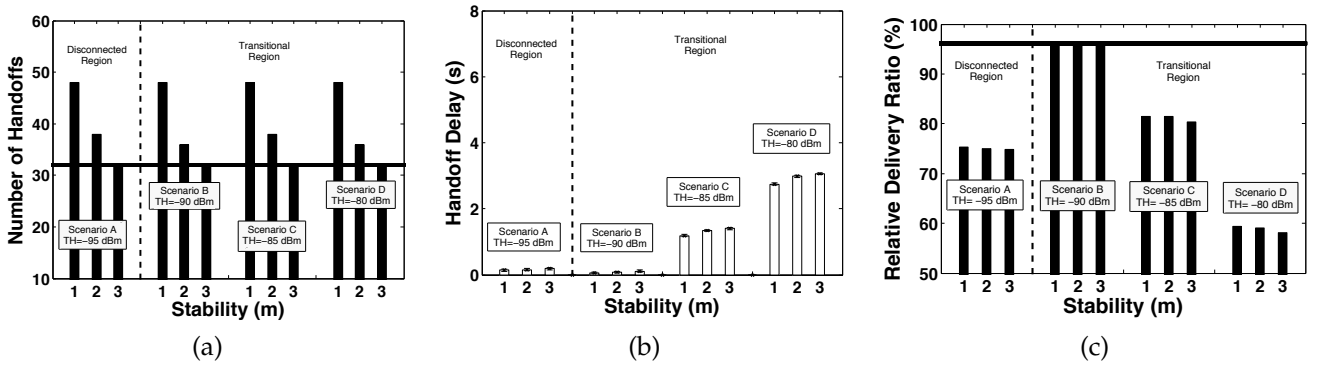 60
50
40
30
20
10
Number of Handoffs
Disconnected
Region
Transitional
Region
Scenario A
TH=−95 dBm
Scenario B
TH=−90 dBm
Scenario C
TH=−85 dBm
Scenario D
TH=−80 dBm
1 2 3 1 2 3 1 2 3 1 2 3
Stability (m)
(a)
8
6
4
2
0
Handoff Delay (s)
Disconnected
Region
Transitional
Region
Scenario A
TH=−95 dBm
Scenario B
TH=−90 dBm
Scenario C
TH=−85 dBm
Scenario D
TH=−80 dBm
1 2 3 1 2 3 1 2 3 1 2 3
Stability (m)
(b)
100
90
80
70
60
50
Relative Delivery Ratio (%)
Disconnected
Region
Transitional
Region
Scenario A
TH=−95 dBm
Scenario B
TH=−90 dBm
Scenario C
TH=−85 dBm
Scenario D
TH=−80 dBm
1 2 3 1 2 3 1 2 3 1 2 3
Stability (m)
(c)